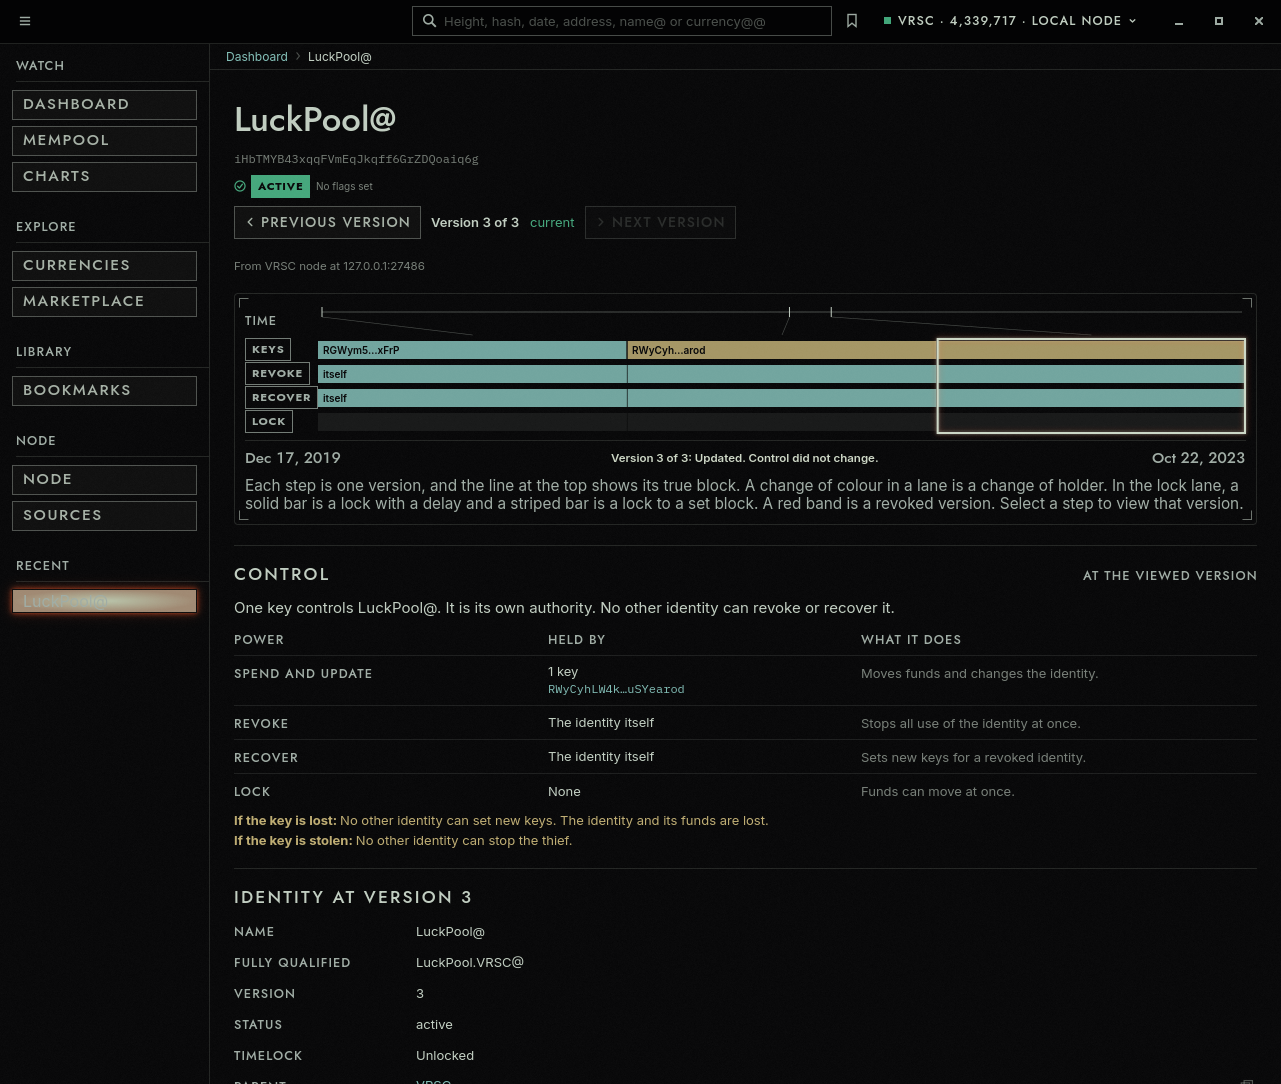 Height, hash, date, address, name@ or currency@@
VRSC · 4,339,717 · LOCAL NODE
WATCH
DASHBOARD
MEMPOOL
CHARTS
EXPLORE
CURRENCIES
MARKETPLACE
LIBRARY
BOOKMARKS
NODE
NODE
SOURCES
RECENT
LuckPool@
Dashboard › LuckPool@
LuckPool@
iHbTMYB43xqqFVmEqJkqff6GrZDQoaiq6g
ACTIVE No flags set
PREVIOUS VERSION Version 3 of 3 current NEXT VERSION
From VRSC node at 127.0.0.1:27486
TIME
KEYS RGWym5…xFrP RWyCyh…arod
REVOKE itself
RECOVER itself
LOCK
Dec 17, 2019 Version 3 of 3: Updated. Control did not change. Oct 22, 2023
Each step is one version, and the line at the top shows its true block. A change of colour in a lane is a change of holder. In the lock lane, a
solid bar is a lock with a delay and a striped bar is a lock to a set block. A red band is a revoked version. Select a step to view that version.
CONTROL AT THE VIEWED VERSION
One key controls LuckPool@. It is its own authority. No other identity can revoke or recover it.
POWER HELD BY WHAT IT DOES
SPEND AND UPDATE 1 key Moves funds and changes the identity.
RWyCyhLW4k…uSYearod
REVOKE The identity itself Stops all use of the identity at once.
RECOVER The identity itself Sets new keys for a revoked identity.
LOCK None Funds can move at once.
If the key is lost: No other identity can set new keys. The identity and its funds are lost.
If the key is stolen: No other identity can stop the thief.
IDENTITY AT VERSION 3
NAME LuckPool@
FULLY QUALIFIED LuckPool.VRSC@
VERSION 3
STATUS active
TIMELOCK Unlocked
PARENT VRSC